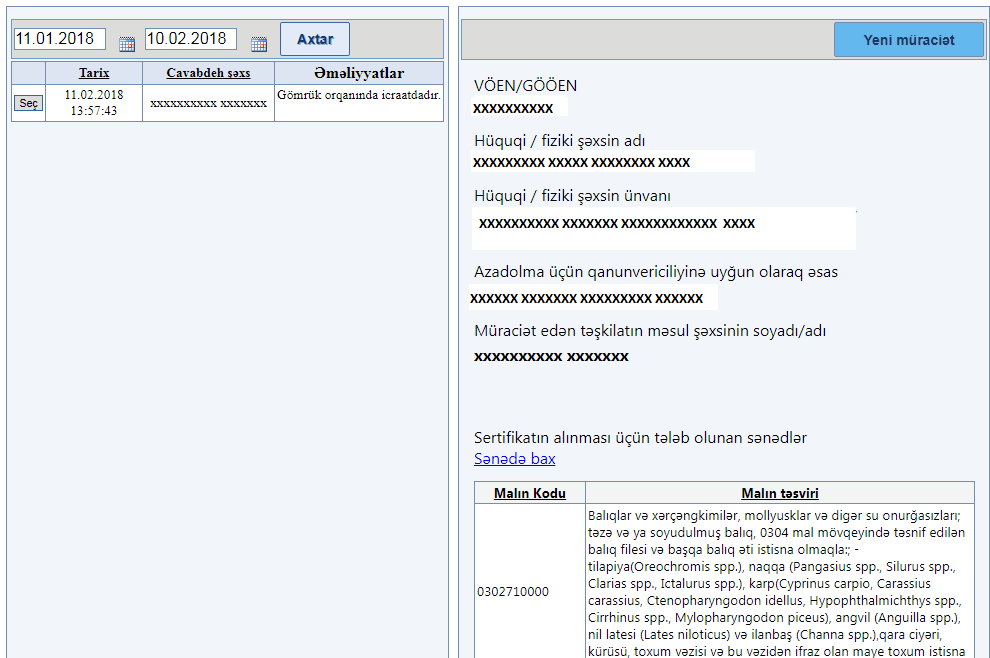 11.01.2018 10.02.2018 Axtar
Tarix Cavabdeh şəxs Əməliyyatlar
Seç 11.02.2018 13:57:43 xxxxxxxxxx xxxxxxx Gömrük orqanında icraatdadır.
Yeni müraciət
VÖEN/GÖÖEN
xxxxxxxxxx
Hüquqi / fiziki şəxsin adı
xxxxxxxxx xxxxx xxxxxxxx xxxx
Hüquqi / fiziki şəxsin ünvanı
xxxxxxxxxx xxxxxxx xxxxxxxxxxxx xxxx
Azadolma üçün qanunvericiliyinə uyğun olaraq əsas
xxxxxx xxxxxxx xxxxxxxxx xxxxxx
Müraciət edən təşkilatın məsul şəxsinin soyadı/adı
xxxxxxxxxx xxxxxxx
Sertifikatın alınması üçün tələb olunan sənədlər
Sənədə bax
Malın Kodu Malın təsviri
0302710000
Balıqlar və xərçəngkimilər, mollyusklar və digər su onurğasızları;
təzə və ya soyudulmuş balıq, 0304 mal mövqeyində təsnif edilən
balıq filesi və başqa balıq əti istisna olmaqla:; -
tilapiya(Oreochromis spp.), naqqa (Pangasius spp., Silurus spp.,
Clarias spp., Ictalurus spp.), karp(Cyprinus carpio, Carassius
carassius, Ctenopharyngodon idellus, Hypophthalmichthys spp.,
Cirrhinus spp., Mylopharyngodon piceus), angvil (Anguilla spp.),
nil latesi (Lates niloticus) və ilanbaş (Channa spp.),qara ciyəri,
kürüsü, toxum vəzisi və bu vəzidən ifraz olan maye toxum istisna